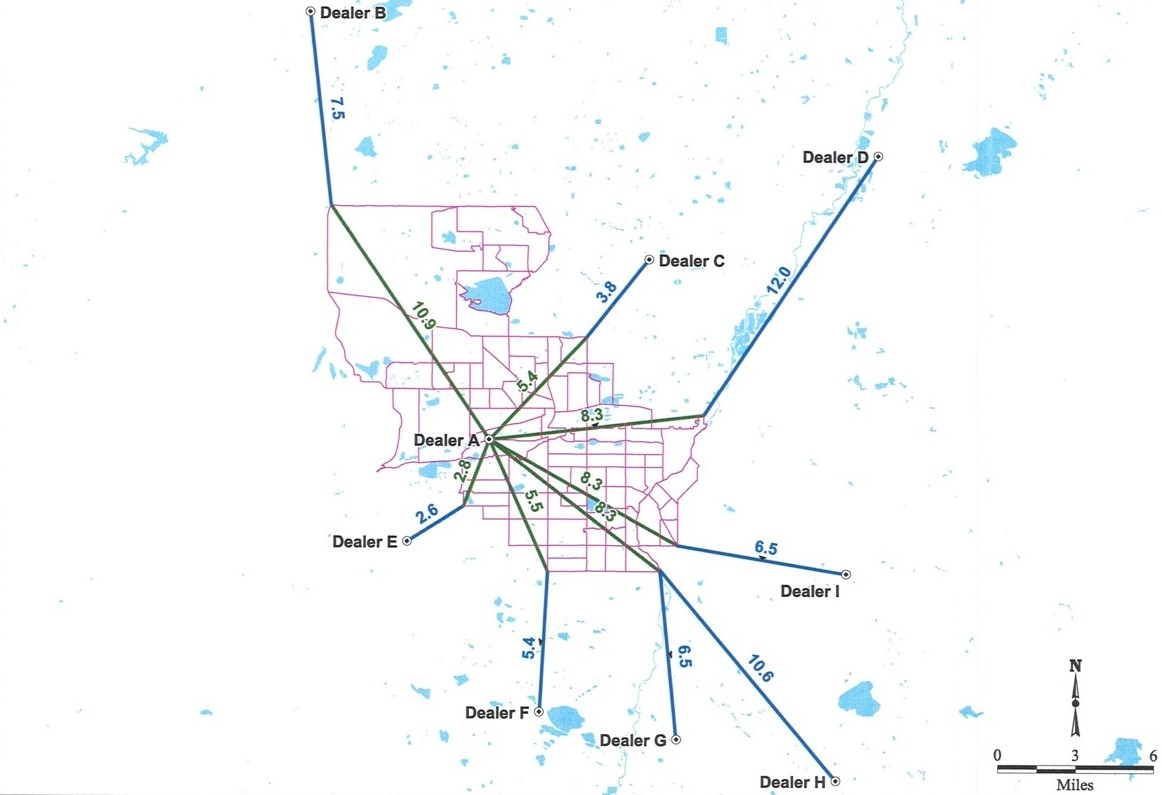 Dealer B
7.5
Dealer D
Dealer C
12.0
3.8
10.9
5.4
8.3
Dealer A
2.8
8.3
5.5
8.3
2.6
Dealer E
6.5
Dealer I
5.4
6.5
10.6
N
Dealer F
Dealer G
0 3 6
Dealer H
Miles